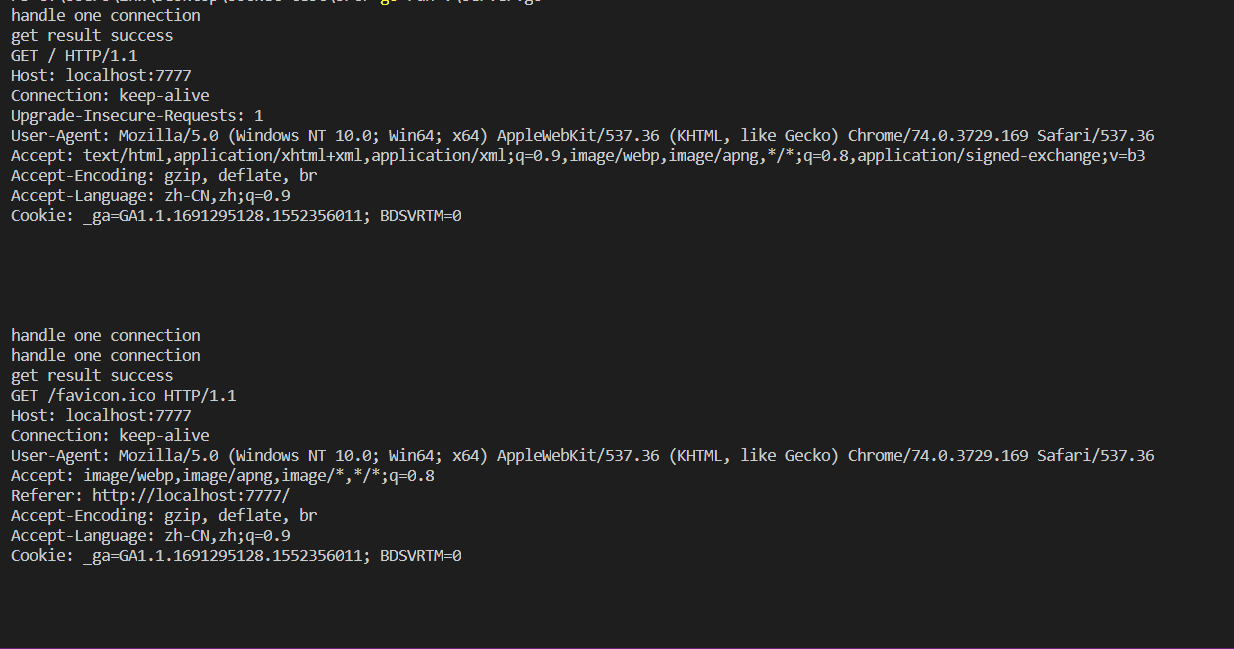 handle one connection
get result success
GET / HTTP/1.1
Host: localhost:7777
Connection: keep-alive
Upgrade-Insecure-Requests: 1
User-Agent: Mozilla/5.0 (Windows NT 10.0; Win64; x64) AppleWebKit/537.36 (KHTML, like Gecko) Chrome/74.0.3729.169 Safari/537.36
Accept: text/html,application/xhtml+xml,application/xml;q=0.9,image/webp,image/apng,*/*;q=0.8,application/signed-exchange;v=b3
Accept-Encoding: gzip, deflate, br
Accept-Language: zh-CN,zh;q=0.9
Cookie: _ga=GA1.1.1691295128.1552356011; BDSVRTM=0
handle one connection
handle one connection
get result success
GET /favicon.ico HTTP/1.1
Host: localhost:7777
Connection: keep-alive
User-Agent: Mozilla/5.0 (Windows NT 10.0; Win64; x64) AppleWebKit/537.36 (KHTML, like Gecko) Chrome/74.0.3729.169 Safari/537.36
Accept: image/webp,image/apng,image/*,*/*;q=0.8
Referer: http://localhost:7777/
Accept-Encoding: gzip, deflate, br
Accept-Language: zh-CN,zh;q=0.9
Cookie: _ga=GA1.1.1691295128.1552356011; BDSVRTM=0